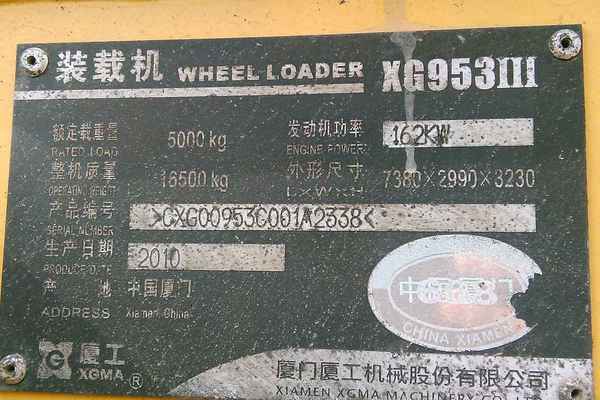 装载机 WHEEL LOADER XG953III
额定载重量 5000kg 发动机功率 162KW
RATED LOAD ENGINE POWER
整机质量 16500kg 外形尺寸 7380×2990×3230
OPERATING WEIGHT L×W×H
产品编号 >CXG00953C001A2338<
SERIAL NUMBER
生产日期 2010
PRODUCE DATE
产 地 中国厦门
ADDRESS Xiamen, China
中国厦门
CHINA XIAMEN
厦工
XGMA ®
厦门厦工机械股份有限公司
XIAMEN XGMA MACHINERY CO., LTD